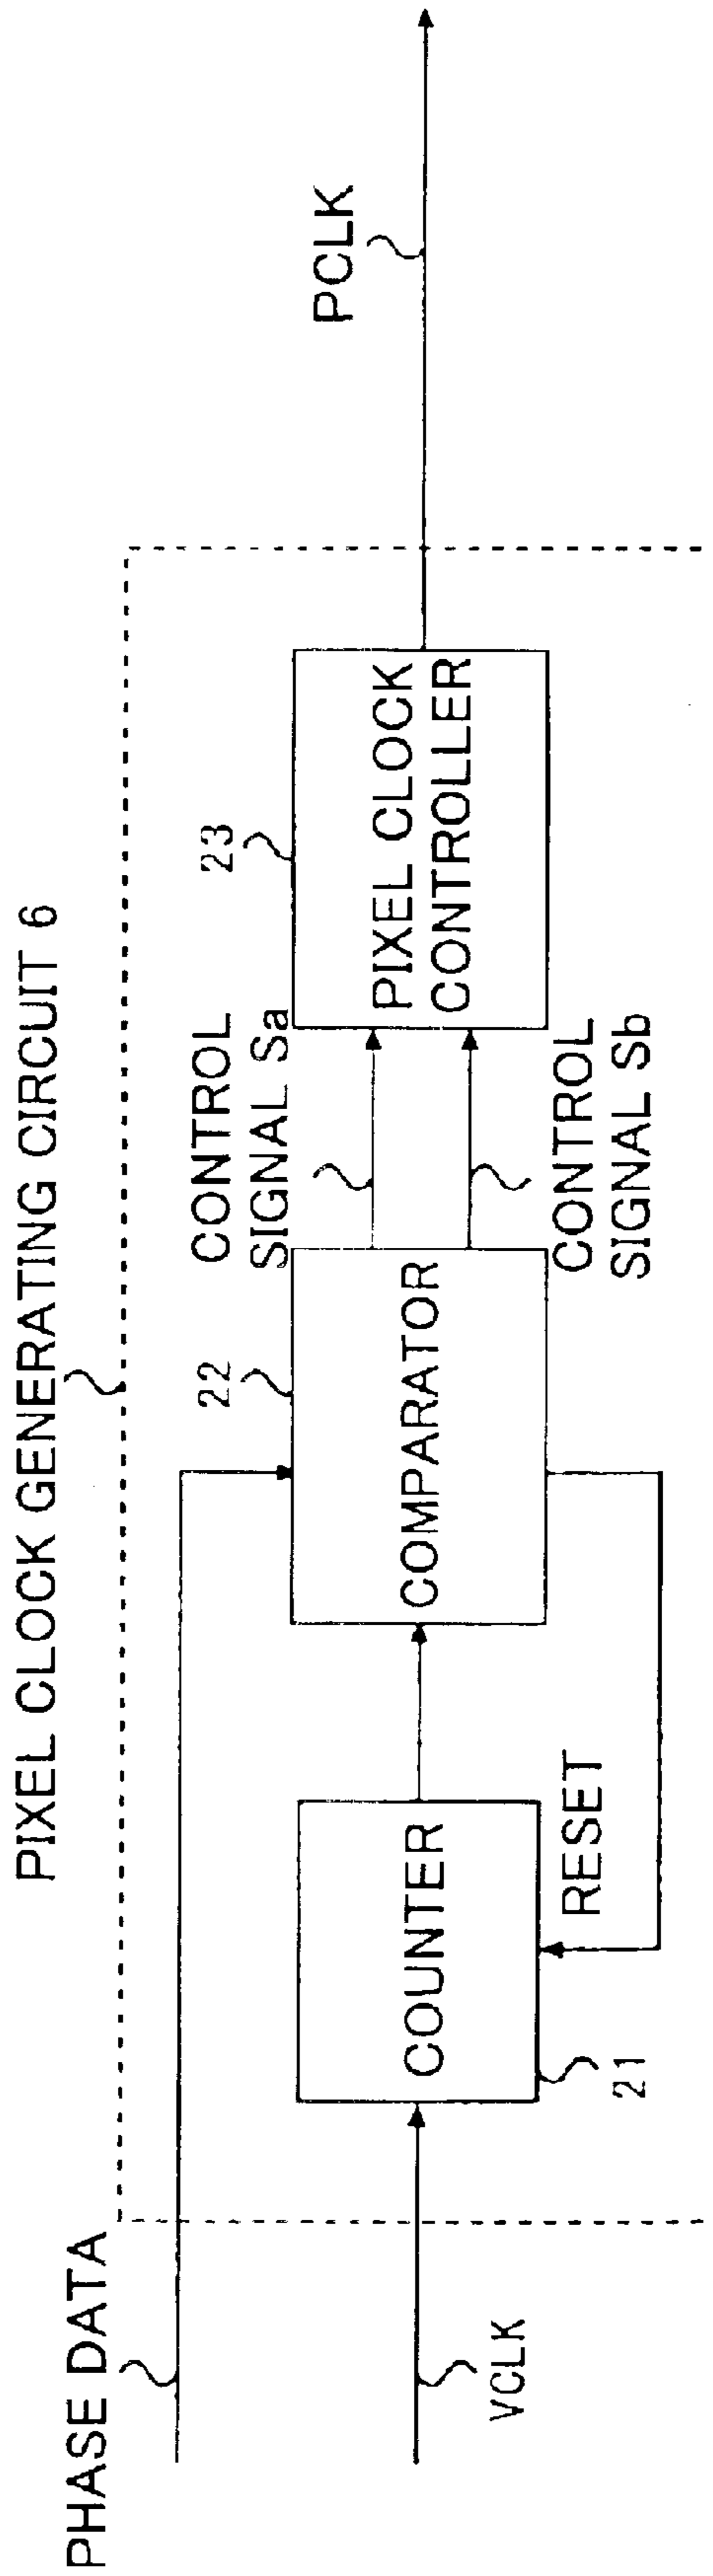 PIXEL CLOCK GENERATING CIRCUIT 6
PHASE DATA
VCLK
COUNTER
21
RESET
22
COMPARATOR
CONTROL
SIGNAL Sa
CONTROL
SIGNAL Sb
23
PIXEL CLOCK
CONTROLLER
PCLK